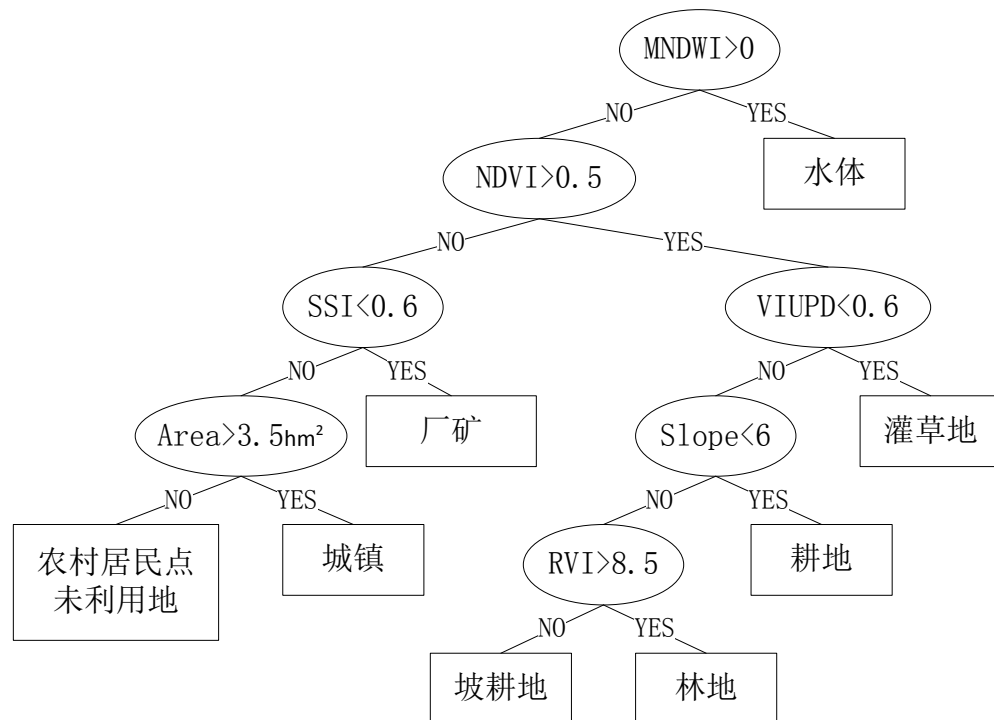 MNDWI>0
NO
YES
NDVI>0.5
水体
NO
YES
SSI<0.6
VIUPD<0.6
NO
YES
NO
YES
Area>3.5hm²
厂矿
Slope<6
灌草地
NO
YES
NO
YES
农村居民点
未利用地
城镇
RVI>8.5
耕地
NO
YES
坡耕地
林地